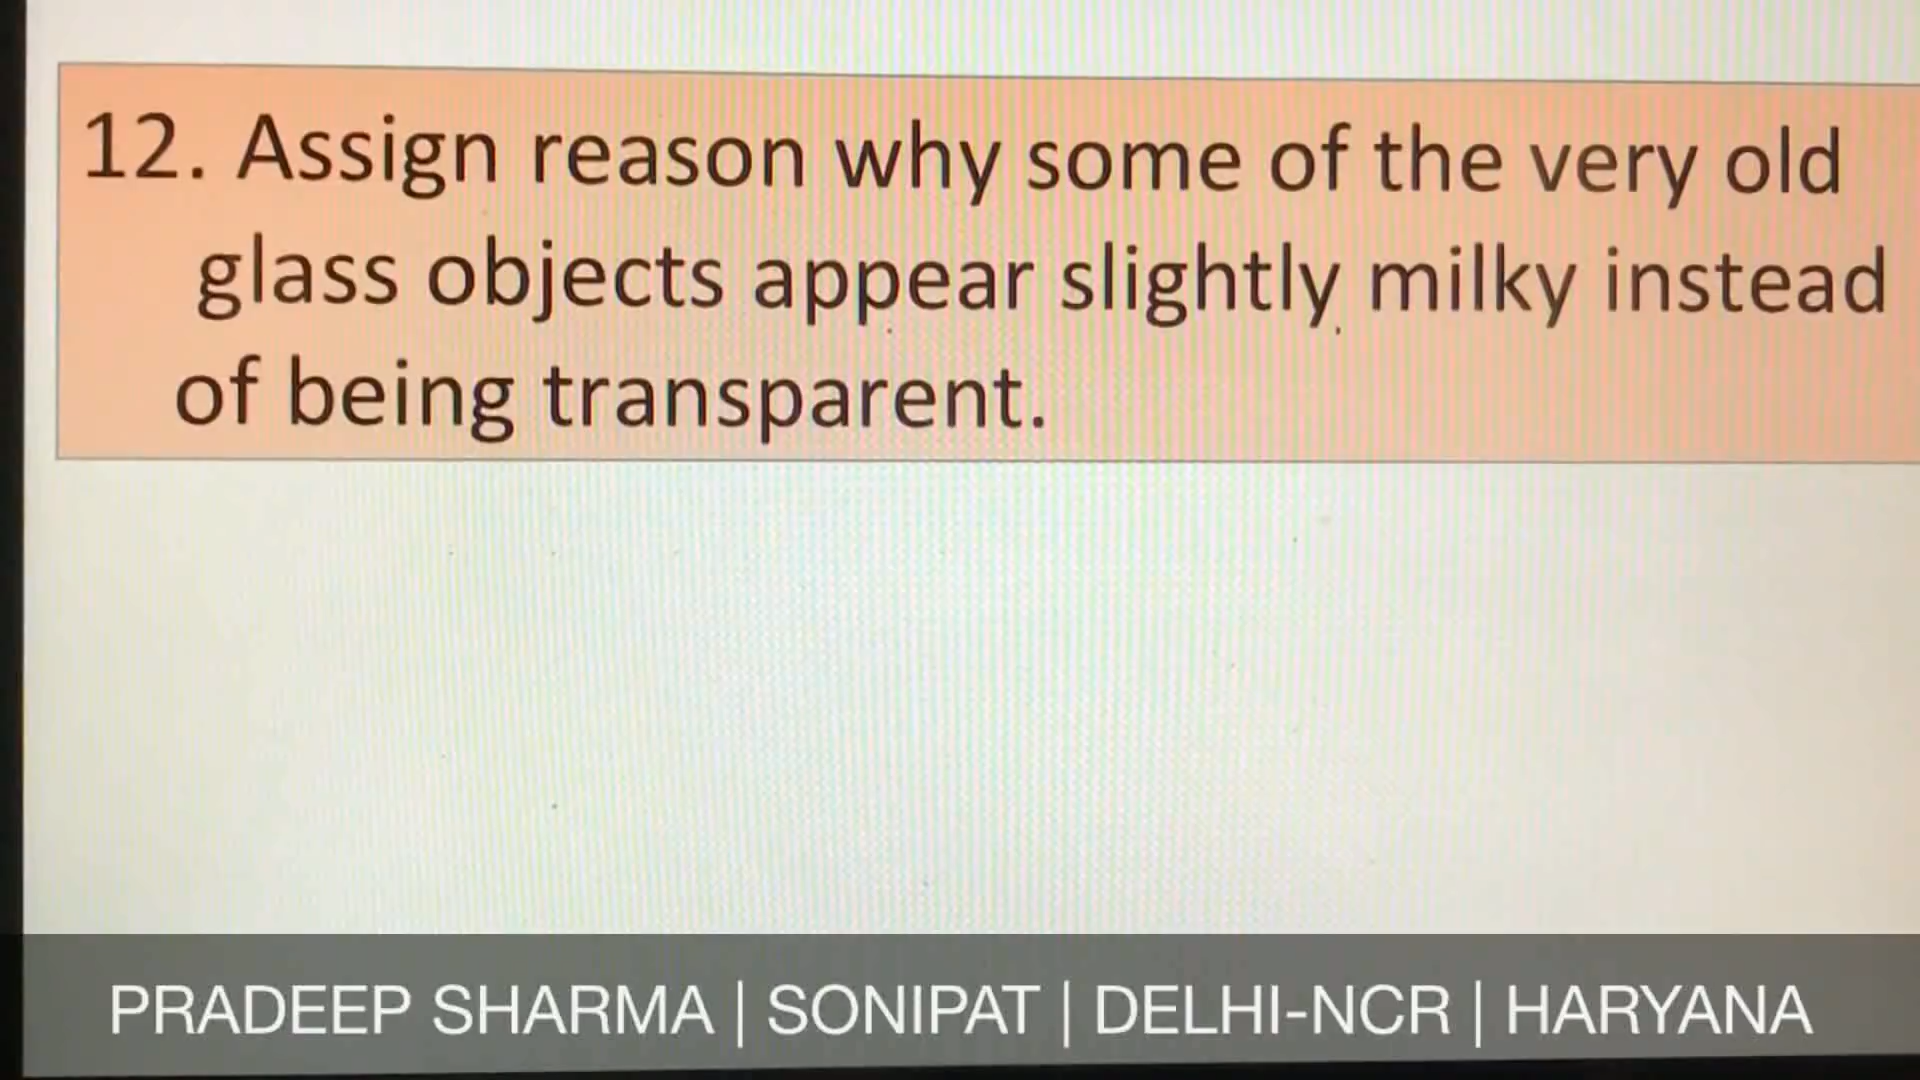 12. Assign reason why some of the very old
glass objects appear slightly milky instead
of being transparent.
PRADEEP SHARMA | SONIPAT | DELHI-NCR | HARYANA